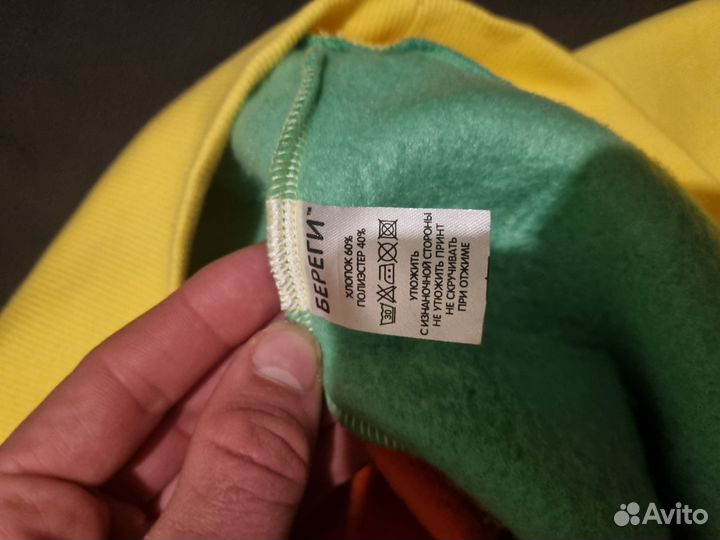 БЕРЕГИ™
ХЛОПОК 60%
ПОЛИЭСТЕР 40%
30
УТЮЖИТЬ
С ИЗНАНОЧНОЙ СТОРОНЫ
НЕ УТЮЖИТЬ ПРИНТ
НЕ СКРУЧИВАТЬ
ПРИ ОТЖИМЕ
Avito